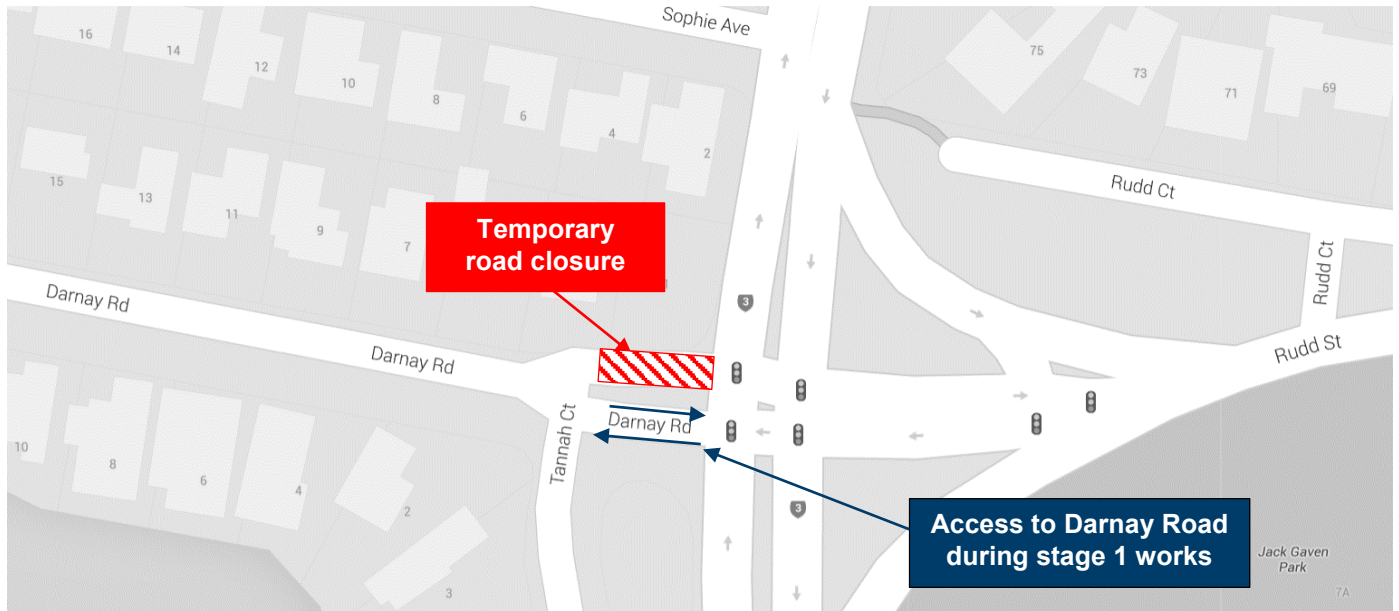 Sophie Ave
16
14
12
10
8
6
4
2
75
73
71
69
15
13
11
9
7
Rudd Ct
Rudd Ct
Temporary
road closure
3
Darnay Rd
Darnay Rd
Rudd St
Darnay Rd
Tannah Ct
10
8
6
4
2
3
3
Access to Darnay Road
during stage 1 works
Jack Gaven
Park
7A